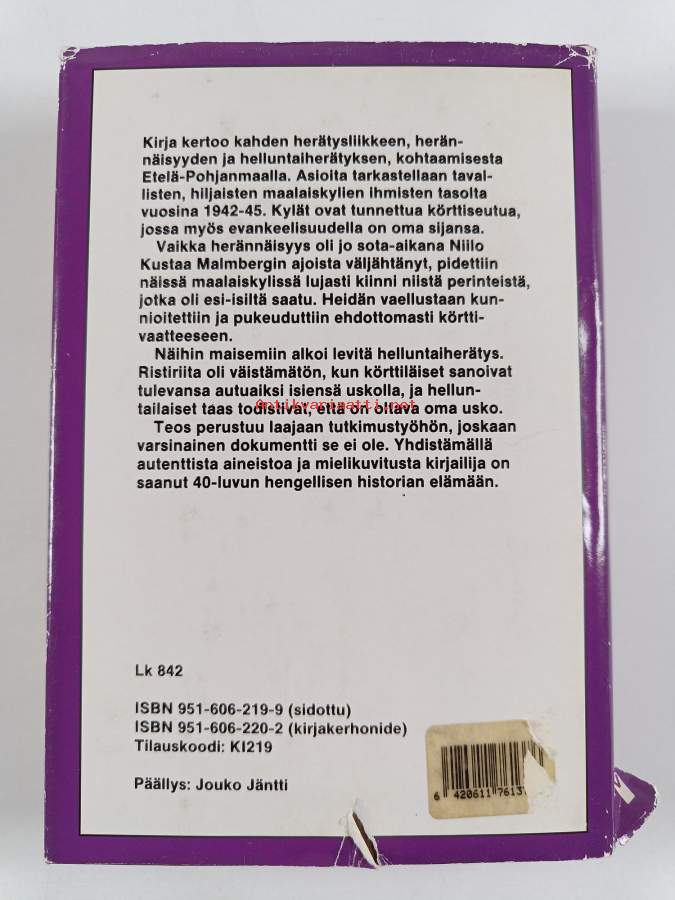 Kirja kertoo kahden herätysliikkeen, herän-
näisyyden ja helluntaiherätyksen, kohtaamisesta
Etelä-Pohjanmaalla. Asioita tarkastellaan taval-
listen, hiljaisten maalaiskylien ihmisten tasolta
vuosina 1942-45. Kylät ovat tunnettua körttiseutua,
jossa myös evankeelisuudella on oma sijansa.
Vaikka herännäisyys oli jo sota-aikana Niilo
Kustaa Malmbergin ajoista väljähtänyt, pidettiin
näissä maalaiskylissä lujasti kiinni niistä perinteistä,
jotka oli esi-isiltä saatu. Heidän vaellustaan kun-
nioitettiin ja pukeuduttiin ehdottomasti körtti-
vaatteeseen.
Näihin maisemiin alkoi levitä helluntaiherätys.
Ristiriita oli väistämätön, kun körttiläiset sanoivat
tulevansa autuaiksi isiensä uskolla, ja hellun-
tailaiset taas todistivat, että on oltava oma usko.
Antikvariaatti.net
Teos perustuu laajaan tutkimustyöhön, joskaan
varsinainen dokumentti se ei ole. Yhdistämällä
autenttista aineistoa ja mielikuvitusta kirjailija on
saanut 40-luvun hengellisen historian elämään.
Lk 842
ISBN 951-606-219-9 (sidottu)
ISBN 951-606-220-2 (kirjakerhonide)
Tilauskoodi: KI219
Päällys: Jouko Jäntti
6 420611 7613